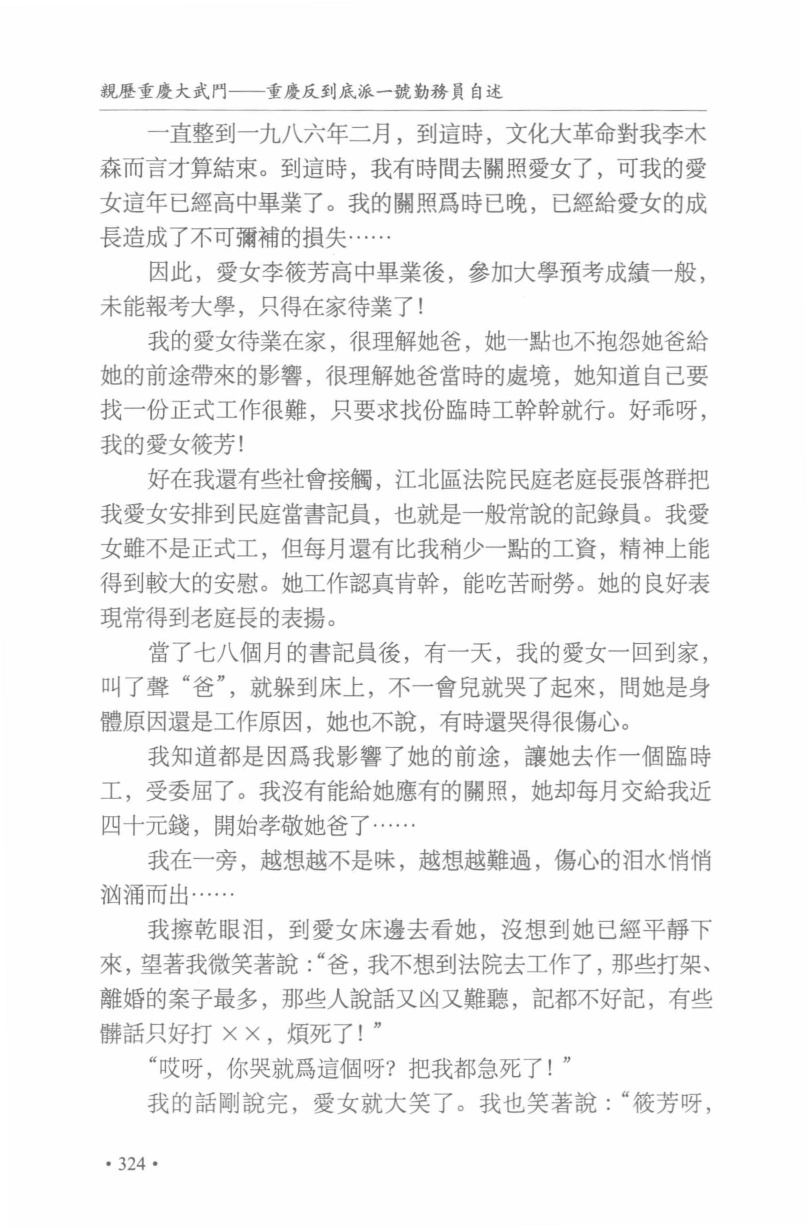 親歷重慶大武鬥——重慶反到底派一號勤務員自述
一直整到一九八六年二月，到這時，文化大革命對我李木
森而言才算結束。到這時，我有時間去關照愛女了，可我的愛
女這年已經高中畢業了。我的關照爲時已晚，已經給愛女的成
長造成了不可彌補的損失……
因此，愛女李筱芳高中畢業後，參加大學預考成績一般，
未能報考大學，只得在家待業了！
我的愛女待業在家，很理解她爸，她一點也不抱怨她爸給
她的前途帶來的影響，很理解她爸當時的處境，她知道自己要
找一份正式工作很難，只要求找份臨時工幹幹就行。好乖呀，
我的愛女筱芳！
好在我還有些社會接觸，江北區法院民庭老庭長張啓群把
我愛女安排到民庭當書記員，也就是一般常說的記錄員。我愛
女雖不是正式工，但每月還有比我稍少一點的工資，精神上能
得到較大的安慰。她工作認真肯幹，能吃苦耐勞。她的良好表
現常得到老庭長的表揚。
當了七八個月的書記員後，有一天，我的愛女一回到家，
叫了聲“爸”，就躲到床上，不一會兒就哭了起來，問她是身
體原因還是工作原因，她也不說，有時還哭得很傷心。
我知道都是因爲我影響了她的前途，讓她去作一個臨時
工，受委屈了。我沒有能給她應有的關照，她却每月交給我近
四十元錢，開始孝敬她爸了……
我在一旁，越想越不是味，越想越難過，傷心的泪水悄悄
汹涌而出……
我擦乾眼泪，到愛女床邊去看她，沒想到她已經平靜下
來，望著我微笑著說：“爸，我不想到法院去工作了，那些打架、
離婚的案子最多，那些人說話又凶又難聽，記都不好記，有些
髒話只好打 ××，煩死了！”
“哎呀，你哭就爲這個呀？把我都急死了！”
我的話剛說完，愛女就大笑了。我也笑著說：“筱芳呀，
·324·